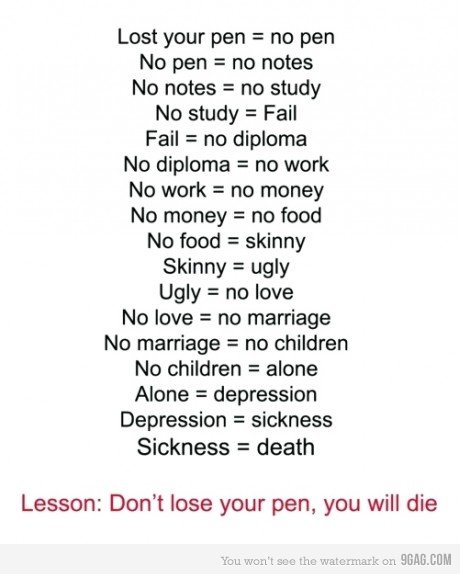 Lost your pen = no pen
No pen = no notes
No notes = no study
No study = Fail
Fail = no diploma
No diploma = no work
No work = no money
No money = no food
No food = skinny
Skinny = ugly
Ugly = no love
No love = no marriage
No marriage = no children
No children = alone
Alone = depression
Depression = sickness
Sickness = death
Lesson: Don't lose your pen, you will die
You won't see the watermark on 9GAG.COM